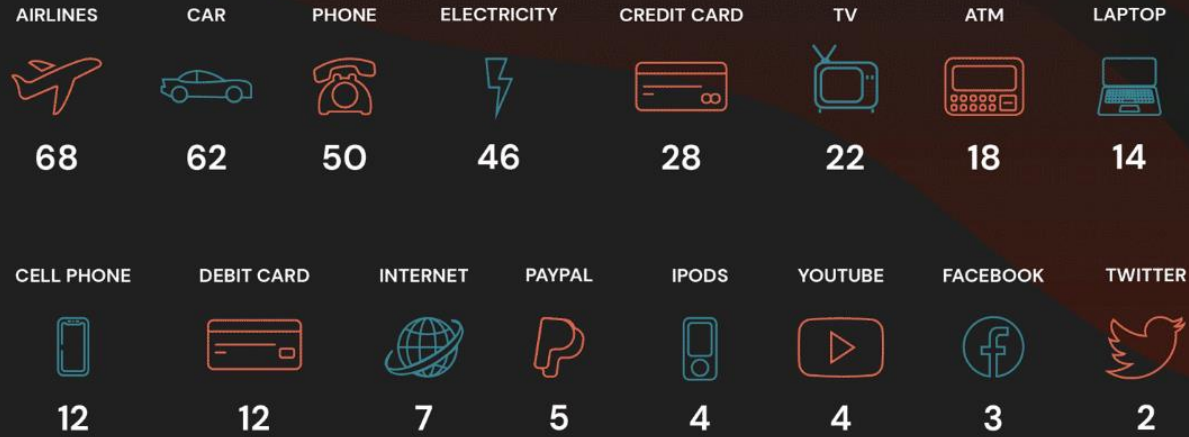 AIRLINES CAR PHONE ELECTRICITY CREDIT CARD TV ATM LAPTOP
68 62 50 46 28 22 18 14
CELL PHONE DEBIT CARD INTERNET PAYPAL IPODS YOUTUBE FACEBOOK TWITTER
12 12 7 5 4 4 3 2